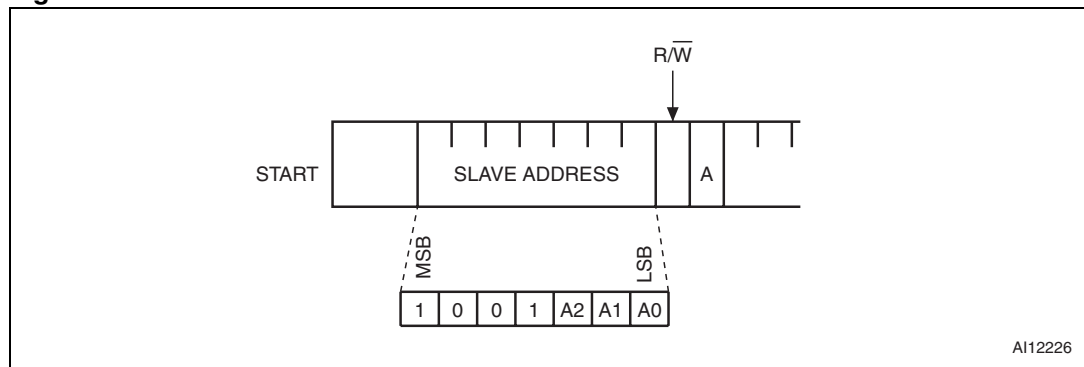 R/W̅
START SLAVE ADDRESS A
MSB LSB
1 0 0 1 A2 A1 A0
AI12226